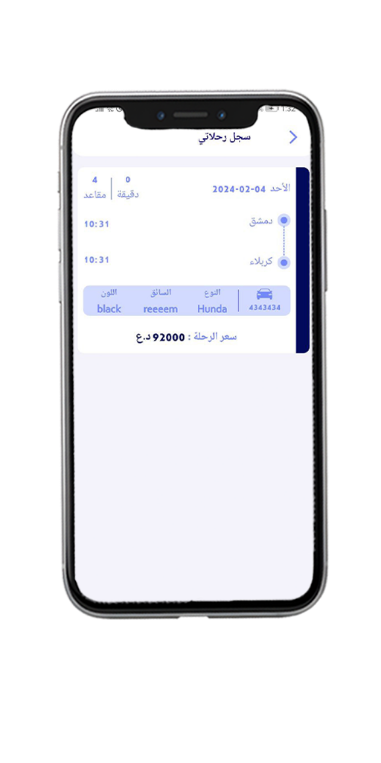 11:32
سجل رحلاتي
الأحد 2024-02-04
0 4
دقيقة مقاعد
دمشق 10:31
كربلاء 10:31
النوع السائق اللون
4343434 Hunda reeeem black
سعر الرحلة : 92000 د.ع